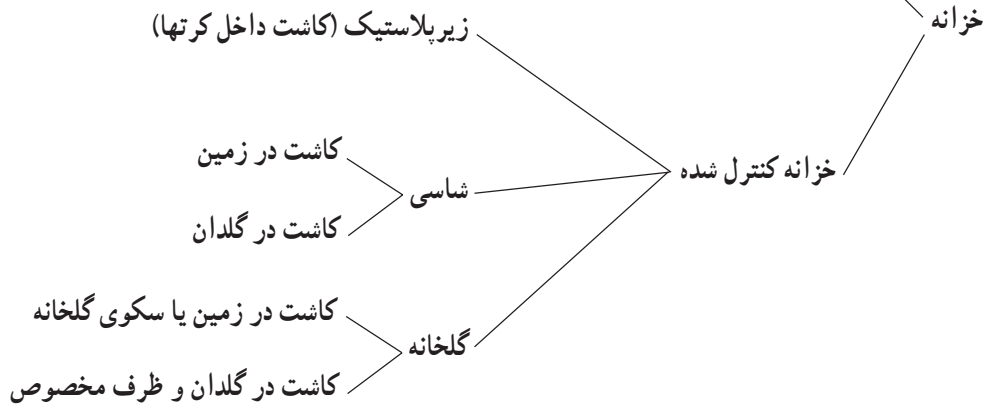 خزانه
زیرپلاستیک (کاشت داخل کرتها)
خزانه کنترل شده
کاشت در زمین
شاسی
کاشت در گلدان
کاشت در زمین یا سکوی گلخانه
گلخانه
کاشت در گلدان و ظرف مخصوص